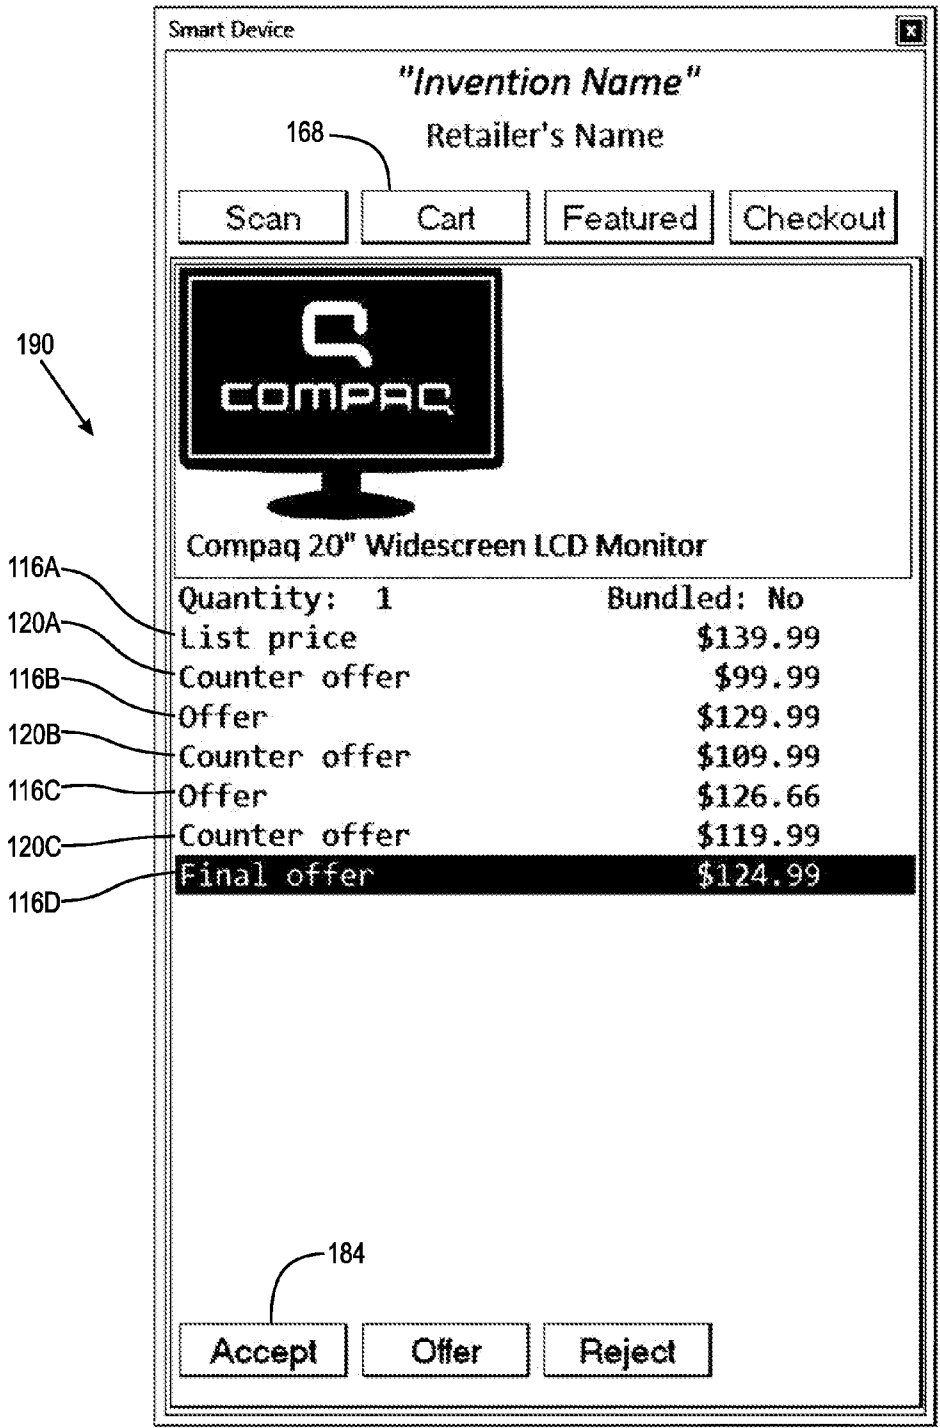 Smart Device x
"Invention Name"
168
Retailer's Name
Scan Cart Featured Checkout
190
COMPAQ
Compaq 20" Widescreen LCD Monitor
116A
Quantity: 1 Bundled: No
120A
List price $139.99
116B
Counter offer $99.99
Offer $129.99
120B
Counter offer $109.99
116C
Offer $126.66
120C
Counter offer $119.99
Final offer $124.99
116D
184
Accept Offer Reject